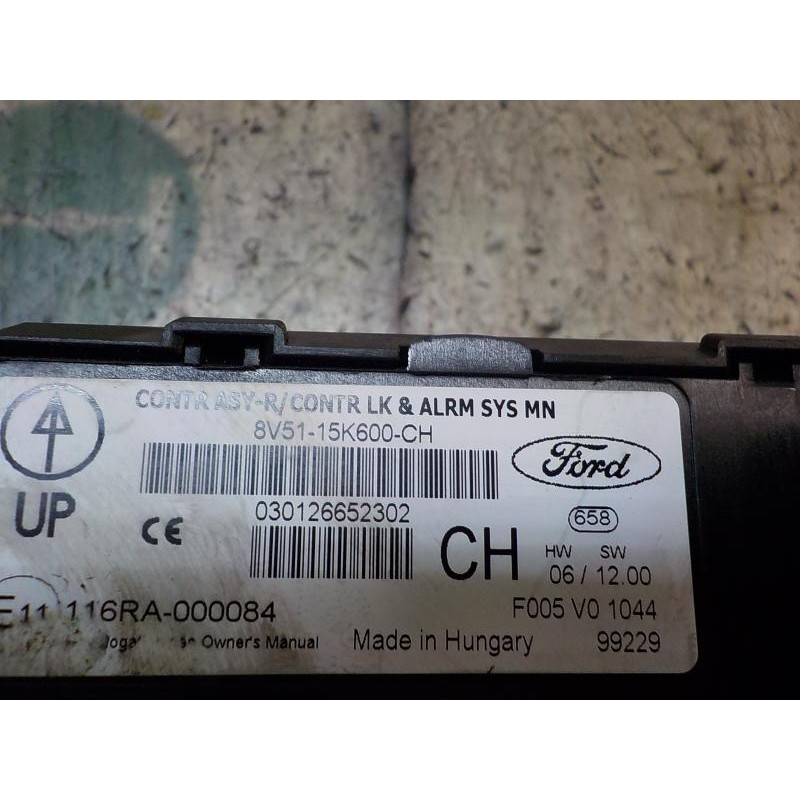 CONTR ASY-R/CONTR LK & ALRM SYS MN
8V51-15K600-CH
Ford
UP
CE
030126652302
CH
658
HW SW
06 / 12.00
E11 116RA-000084
F005 V0 1044
Owner's Manual
Made in Hungary
99229